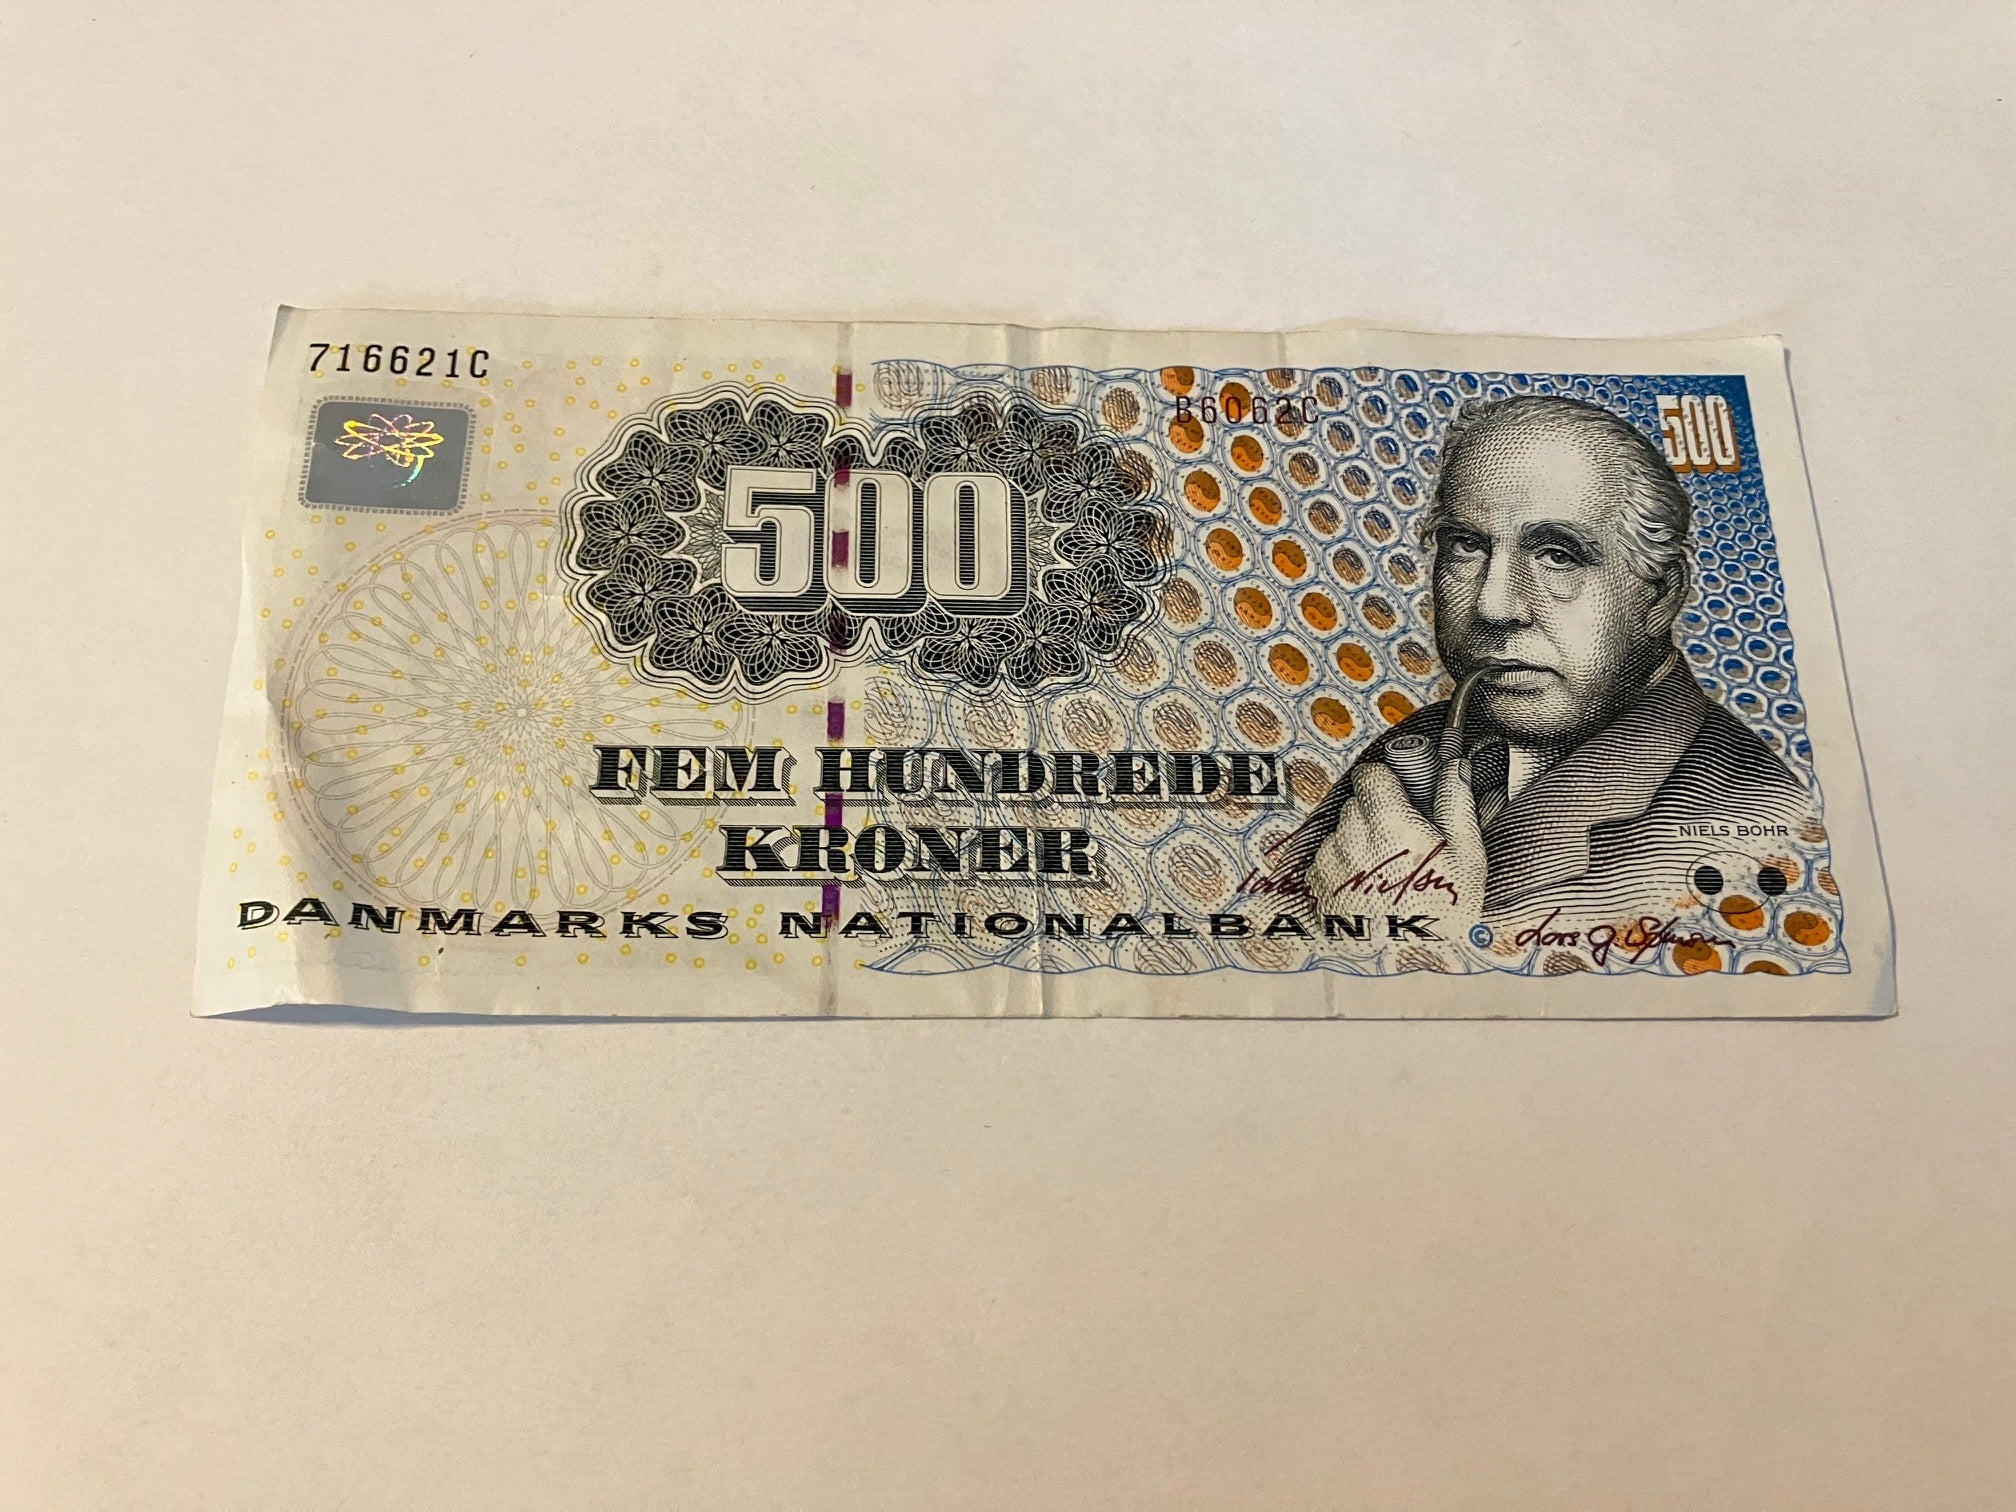 716621C
B6062C
500
500
FEM HUNDREDE
KRONER
NIELS BOHR
DANMARKS NATIONALBANK
©